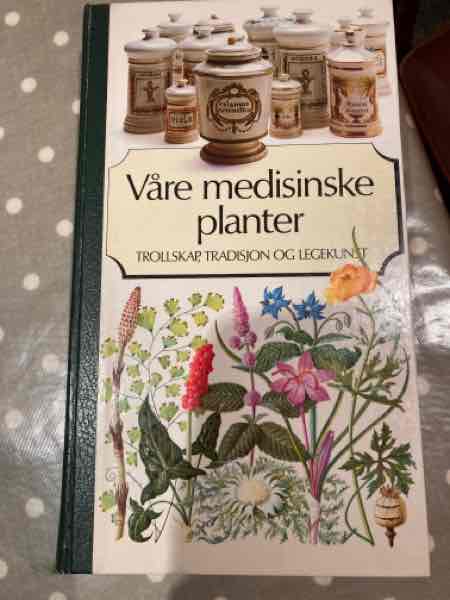 Våre medisinske
planter
TROLLSKAP, TRADISJON OG LEGEKUNST